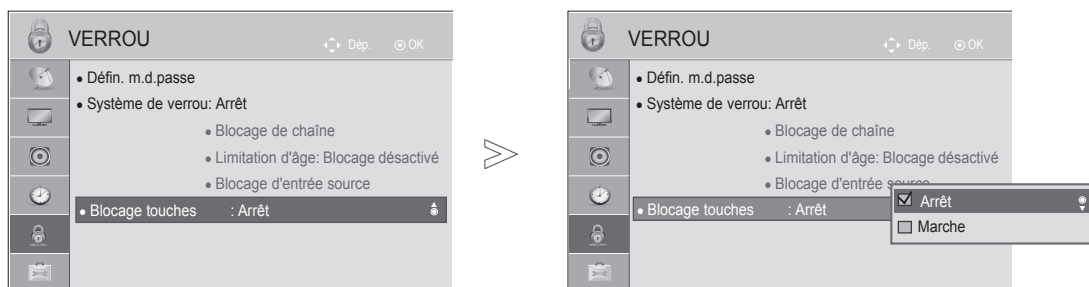 VERROU
Dép. OK
• Défin. m.d.passe
• Système de verrou: Arrêt
• Blocage de chaîne
• Limitation d'âge: Blocage désactivé
• Blocage d'entrée source
• Blocage touches : Arrêt
VERROU
Dép. OK
• Défin. m.d.passe
• Système de verrou: Arrêt
• Blocage de chaîne
• Limitation d'âge: Blocage désactivé
• Blocage d'entrée source
• Blocage touches : Arrêt
Arrêt
Marche